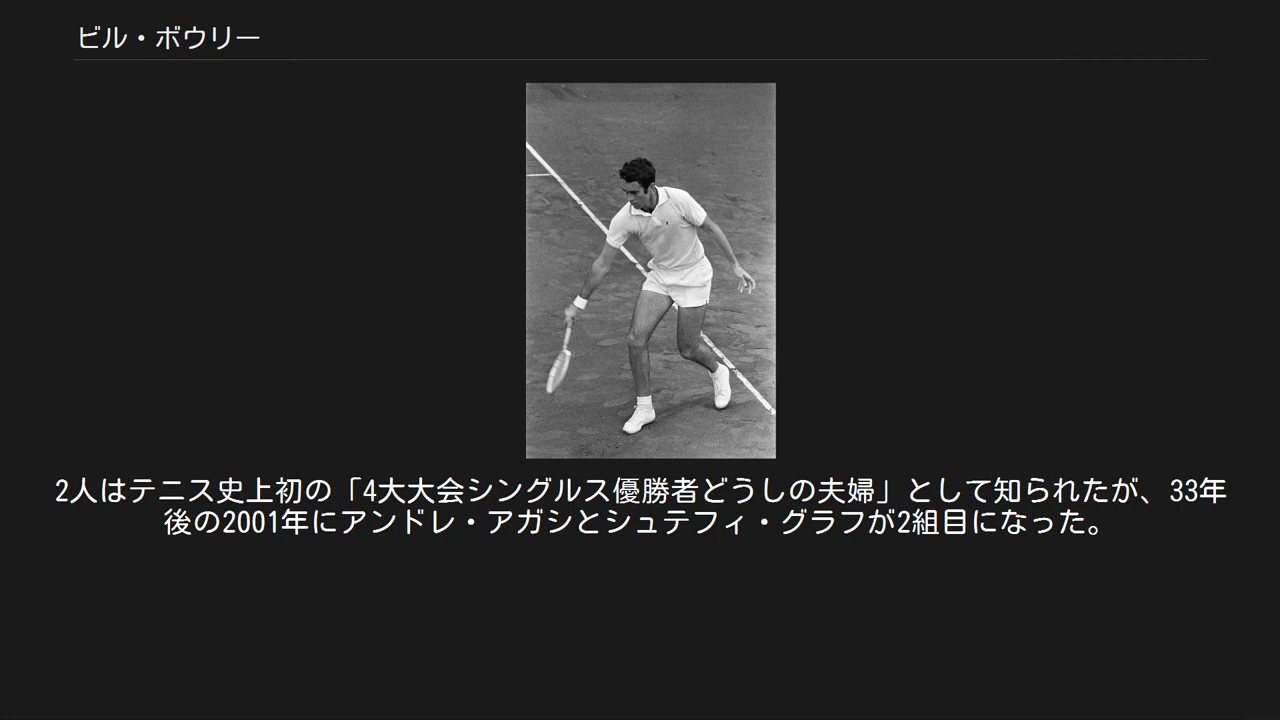 ビル・ボウリー
2人はテニス史上初の「4大大会シングルス優勝者どうしの夫婦」として知られたが、33年
後の2001年にアンドレ・アガシとシュテフィ・グラフが2組目になった。